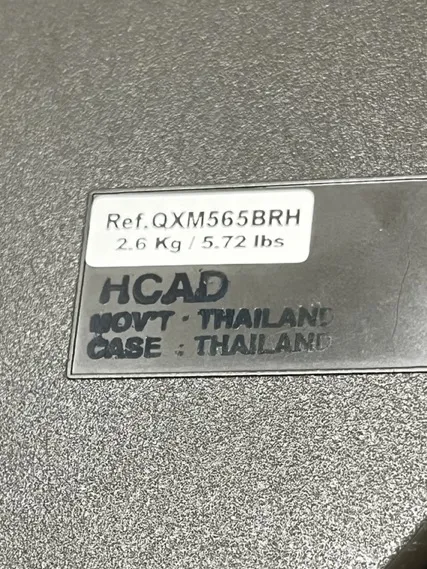 Ref.QXM565BRH
2.6 Kg / 5.72 lbs
HCAD
MOV'T : THAILAND
CASE : THAILAND